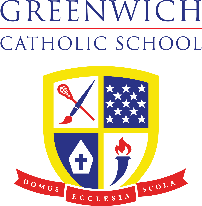 GREENWICH
CATHOLIC SCHOOL
DOMUS ECCLESIA SCOLA